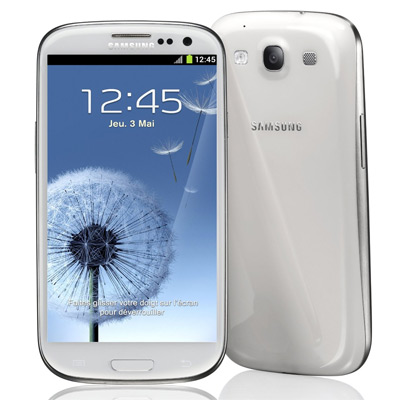 SAMSUNG
12:45
12:45
Jeu. 3 Mai
Faites glisser votre doigt sur l'écran
pour déverrouiller
SAMSUNG